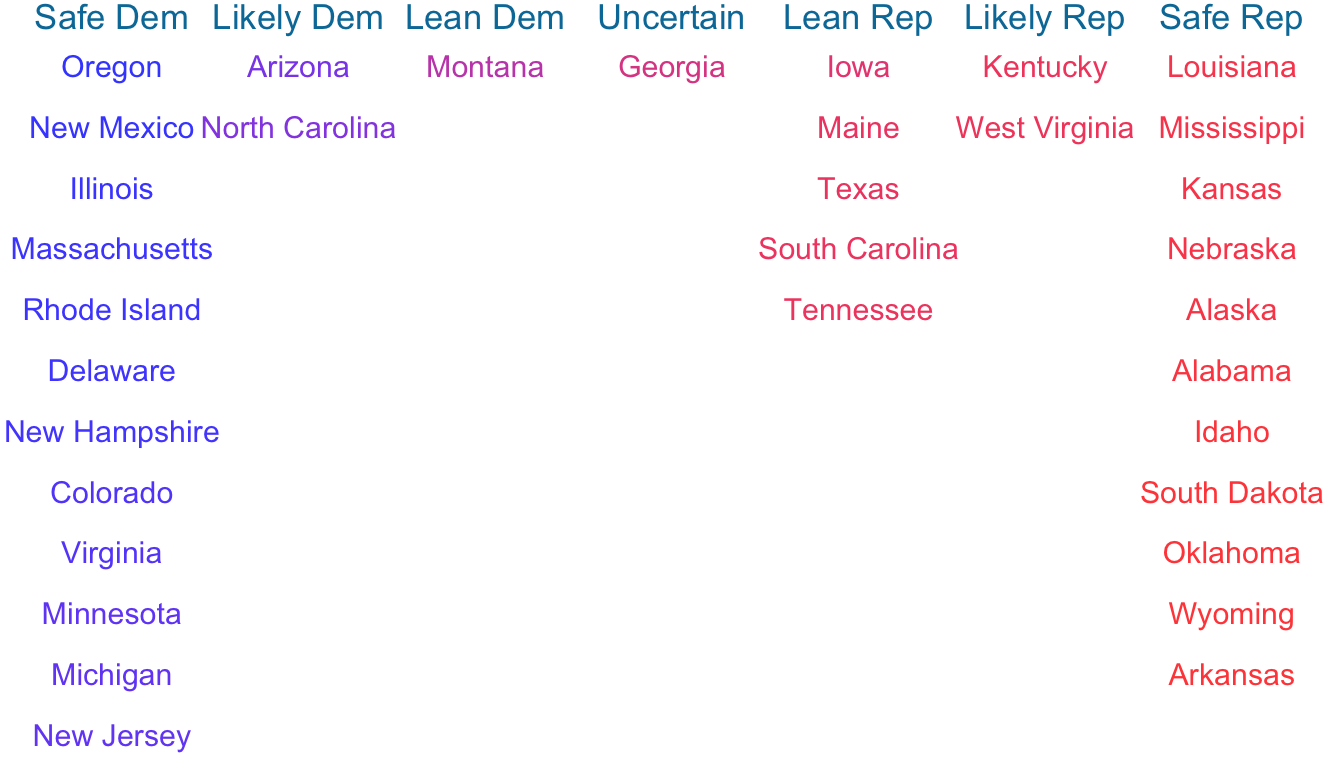 Safe Dem Likely Dem Lean Dem Uncertain Lean Rep Likely Rep Safe Rep
Oregon Arizona Montana Georgia Iowa Kentucky Louisiana
New Mexico North Carolina Maine West Virginia Mississippi
Illinois Texas Kansas
Massachusetts South Carolina Nebraska
Rhode Island Tennessee Alaska
Delaware Alabama
New Hampshire Idaho
Colorado South Dakota
Virginia Oklahoma
Minnesota Wyoming
Michigan Arkansas
New Jersey